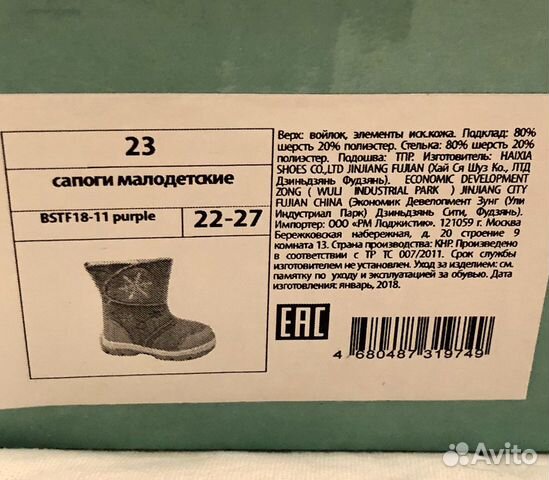 23
сапоги малодетские
BSTF18-11 purple
22-27
Верх: войлок, элементы иск.кожа. Подклад: 80%
шерсть 20% полиэстер. Стелька: 80% шерсть 20%
полиэстер. Подошва: ТПР. Изготовитель: HAIXIA
SHOES CO.,LTD JINJIANG FUJIAN (Хай Ся Шуз Ко., ЛТД
Дзиньдзянь Фудзянь). ECONOMIC DEVELOPMENT
ZONG ( WULI INDUSTRIAL PARK ) JINJIANG CITY
FUJIAN CHINA (Экономик Девелопмент Зунг (Ули
Индустриал Парк) Дзиньдзянь Сити, Фудзянь).
Импортер: ООО «РМ Лоджистик». 121059 г. Москва
Бережковская набережная, д. 20 строение 9
комната 13. Страна производства: КНР. Произведено
в соответствии с ТР ТС 007/2011. Срок службы
изготовителем не установлен. Уход за изделием: см.
памятку по уходу и эксплуатацией за обувью. Дата
изготовления: январь, 2018.
EAC
4 680487 319749
Avito